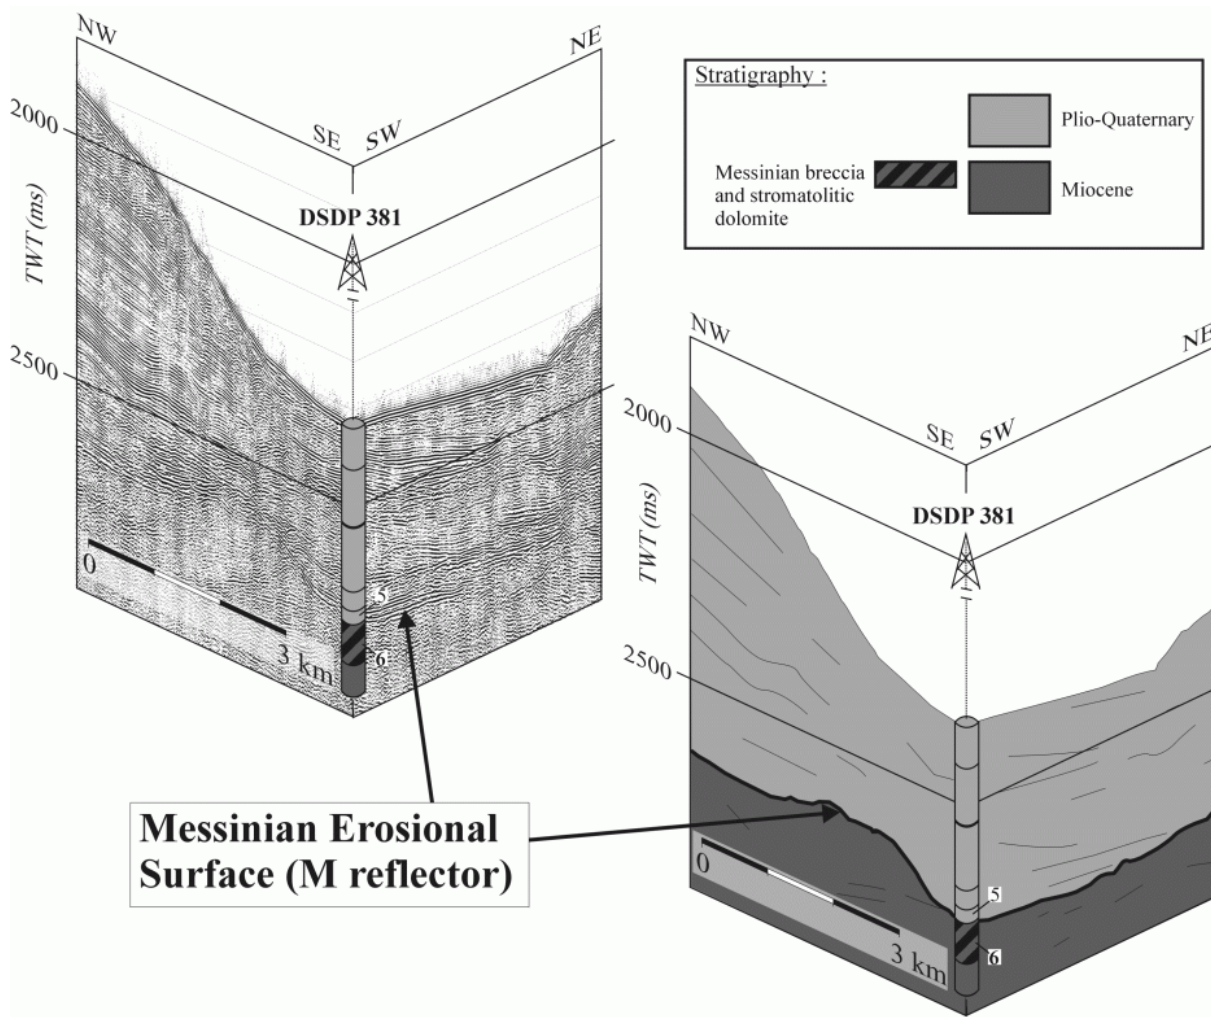 NW
NE
2000
SE
SW
DSDP 381
TWT (ms)
2500
0
3 km
5
6
Stratigraphy :
Plio-Quaternary
Messinian breccia
and stromatolitic
dolomite
Miocene
NW
NE
2000
SE
SW
DSDP 381
TWT (ms)
2500
0
3 km
5
6
Messinian Erosional
Surface (M reflector)